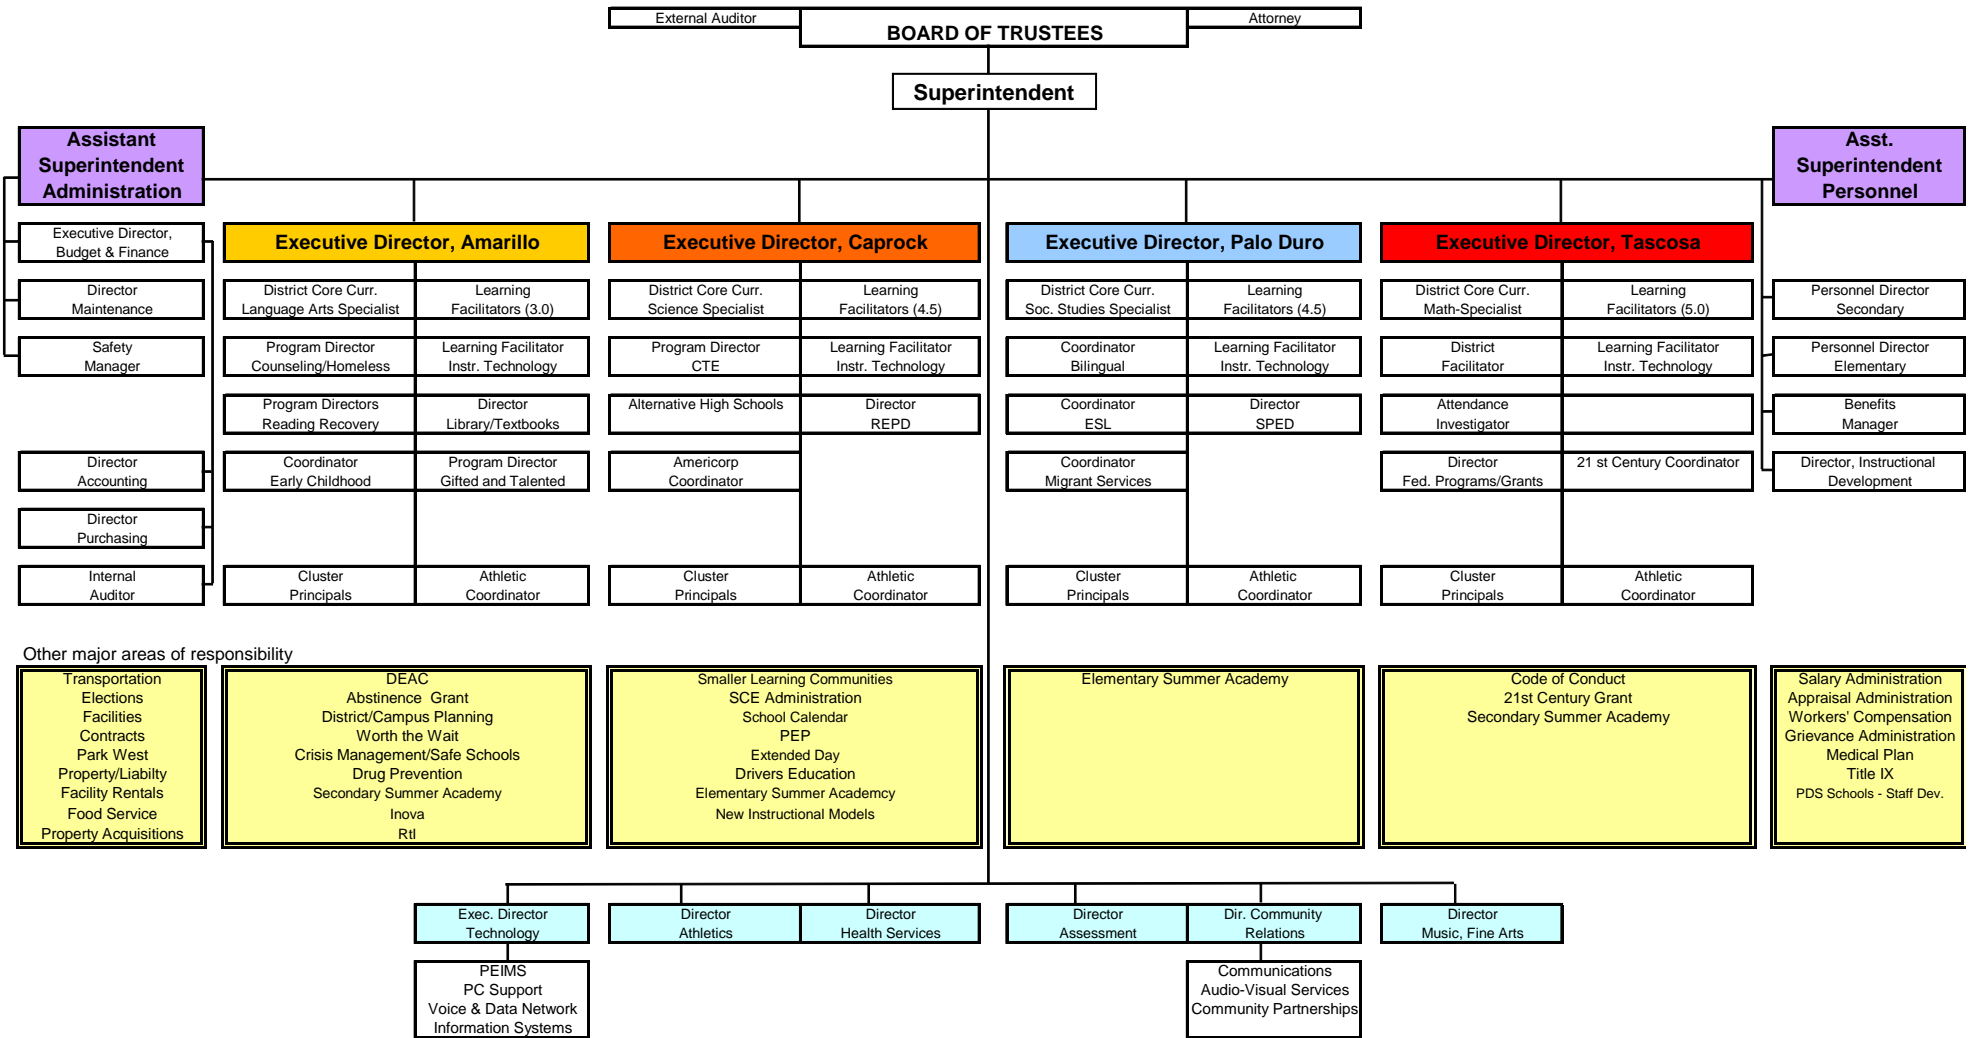 External Auditor
BOARD OF TRUSTEES
Attorney
Superintendent
Assistant
Superintendent
Administration
Asst.
Superintendent
Personnel
Executive Director,
Budget & Finance
Executive Director, Amarillo
Executive Director, Caprock
Executive Director, Palo Duro
Executive Director, Tascosa
Director
Maintenance
District Core Curr.
Language Arts Specialist
Learning
Facilitators (3.0)
District Core Curr.
Science Specialist
Learning
Facilitators (4.5)
District Core Curr.
Soc. Studies Specialist
Learning
Facilitators (4.5)
District Core Curr.
Math-Specialist
Learning
Facilitators (5.0)
Personnel Director
Secondary
Safety
Manager
Program Director
Counseling/Homeless
Learning Facilitator
Instr. Technology
Program Director
CTE
Learning Facilitator
Instr. Technology
Coordinator
Bilingual
Learning Facilitator
Instr. Technology
District
Facilitator
Learning Facilitator
Instr. Technology
Personnel Director
Elementary
Program Directors
Reading Recovery
Director
Library/Textbooks
Alternative High Schools
Director
REPD
Coordinator
ESL
Director
SPED
Attendance
Investigator
Benefits
Manager
Director
Accounting
Coordinator
Early Childhood
Program Director
Gifted and Talented
Americorp
Coordinator
Coordinator
Migrant Services
Director
Fed. Programs/Grants
21 st Century Coordinator
Director, Instructional
Development
Director
Purchasing
Internal
Auditor
Cluster
Principals
Athletic
Coordinator
Cluster
Principals
Athletic
Coordinator
Cluster
Principals
Athletic
Coordinator
Cluster
Principals
Athletic
Coordinator
Other major areas of responsibility
Transportation
Elections
Facilities
Contracts
Park West
Property/Liabilty
Facility Rentals
Food Service
Property Acquisitions
DEAC
Abstinence  Grant
District/Campus Planning
Worth the Wait
Crisis Management/Safe Schools
Drug Prevention
Secondary Summer Academy
Inova
RtI
Smaller Learning Communities
SCE Administration
School Calendar
PEP
Extended Day
Drivers Education
Elementary Summer Academcy
New Instructional Models
Elementary Summer Academy
Code of Conduct
21st Century Grant
Secondary Summer Academy
Salary Administration
Appraisal Administration
Workers' Compensation
Grievance Administration
Medical Plan
Title IX
PDS Schools - Staff Dev.
Exec. Director
Technology
Director
Athletics
Director
Health Services
Director
Assessment
Dir. Community
Relations
Director
Music, Fine Arts
PEIMS
PC Support
Voice & Data Network
Information Systems
Communications
Audio-Visual Services
Community Partnerships